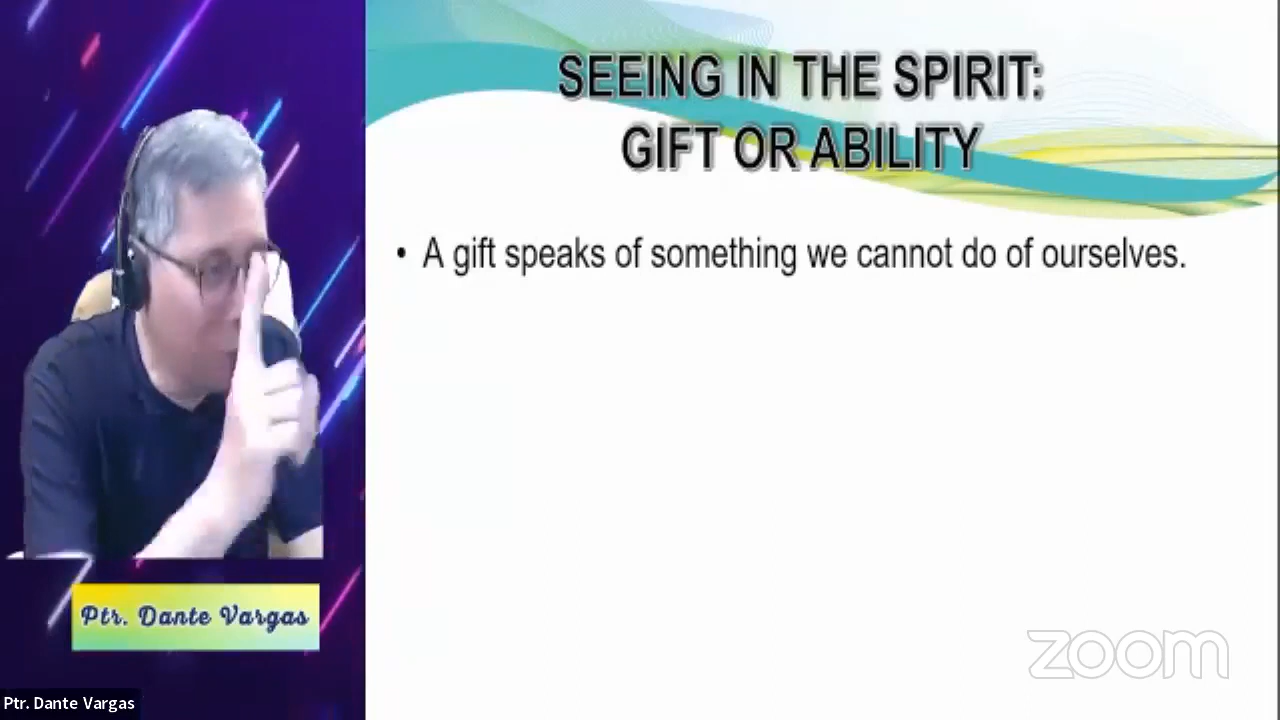 SEEING IN THE SPIRIT:
GIFT OR ABILITY
• A gift speaks of something we cannot do of ourselves.
Ptr. Dante Vargas
zoom
Ptr. Dante Vargas